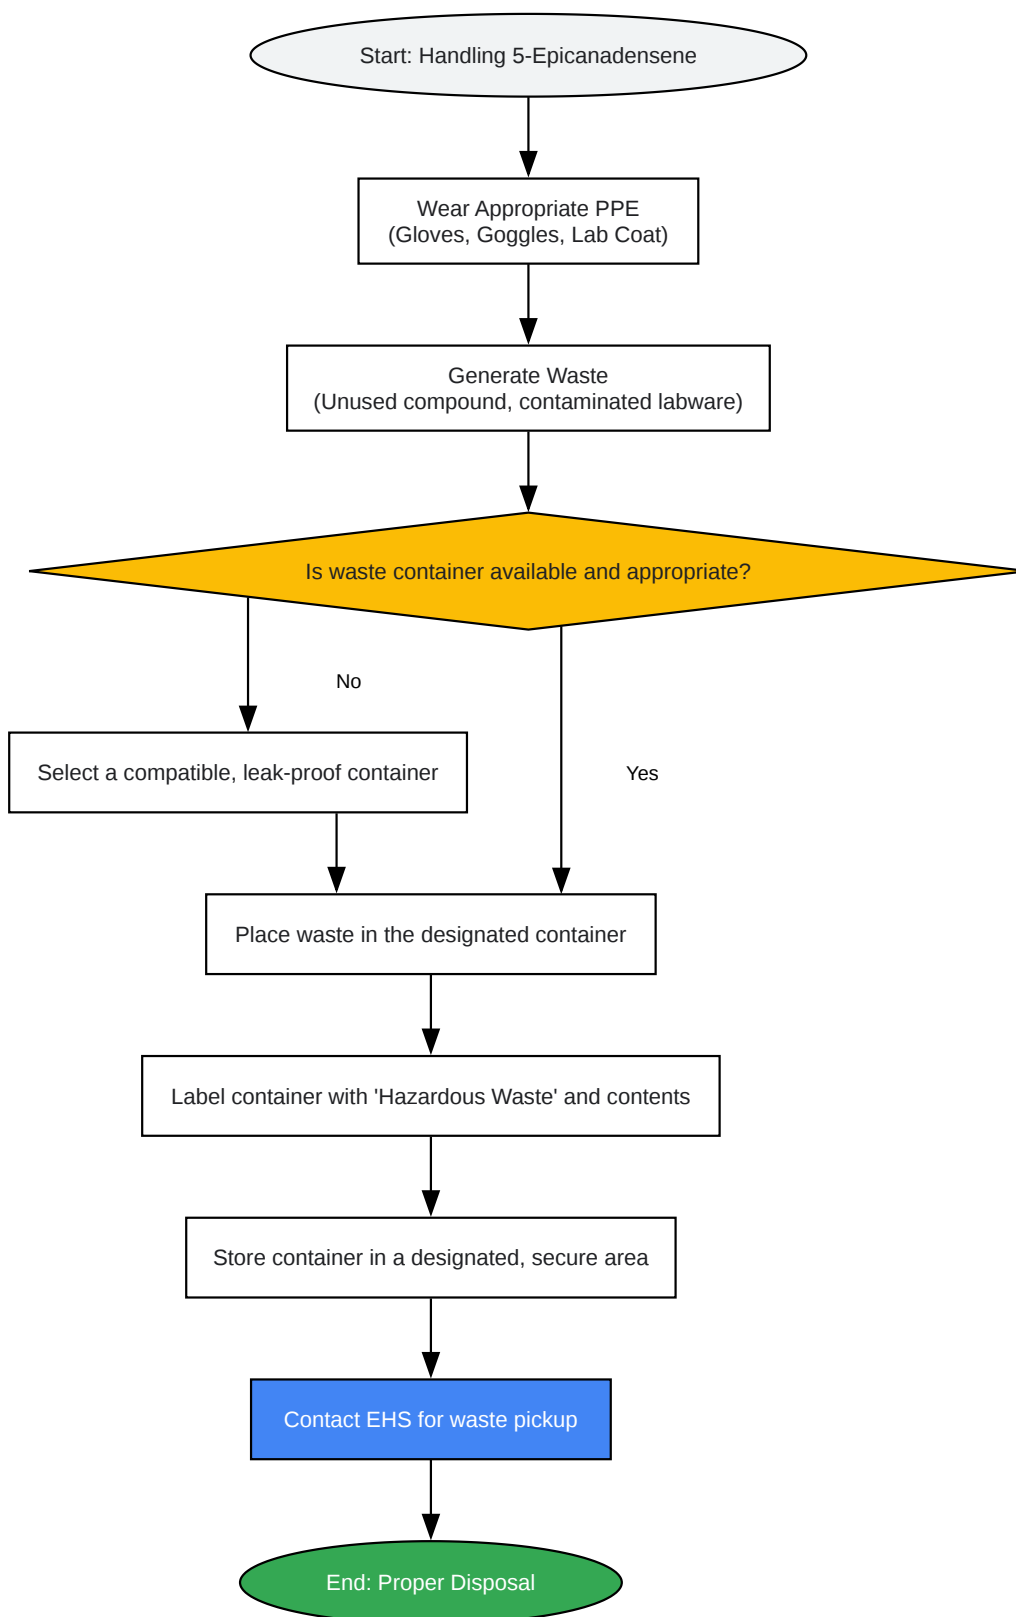 Start: Handling 5-Epicanadensene
Wear Appropriate PPE
(Gloves, Goggles, Lab Coat)
Generate Waste
(Unused compound, contaminated labware)
Is waste container available and appropriate?
No
Select a compatible, leak-proof container
Yes
Place waste in the designated container
Label container with 'Hazardous Waste' and contents
Store container in a designated, secure area
Contact EHS for waste pickup
End: Proper Disposal